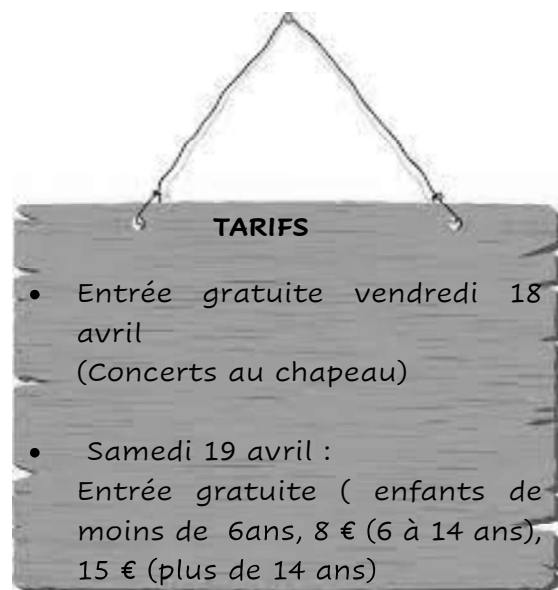 TARIFS
• Entrée gratuite vendredi 18
avril
(Concerts au chapeau)
• Samedi 19 avril :
Entrée gratuite ( enfants de
moins de 6ans, 8 € (6 à 14 ans),
15 € (plus de 14 ans)